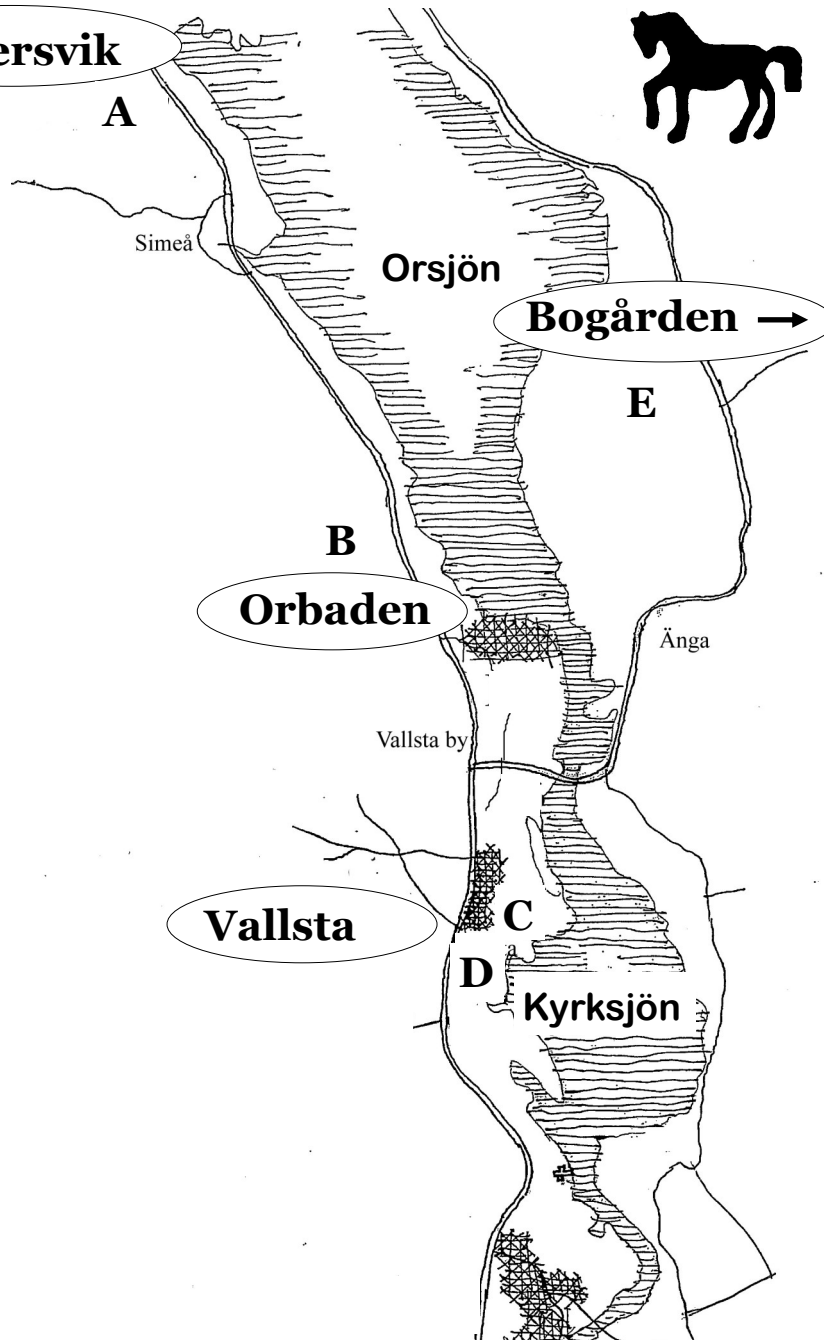 ersvik
A
Simeå
Orsjön
Bogården →
E
B
Orbaden
Änga
Vallsta by
Vallsta
C
a
D
Kyrksjön